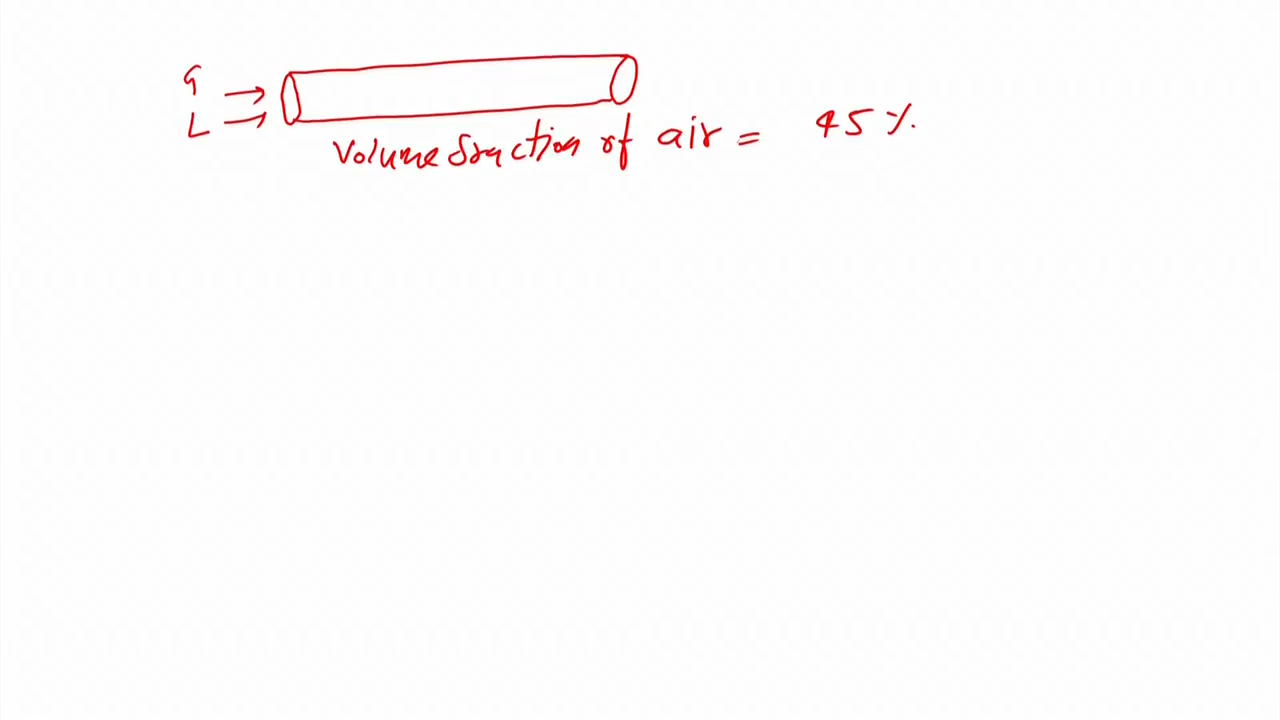 G
L
Volume fraction of air = 45 %